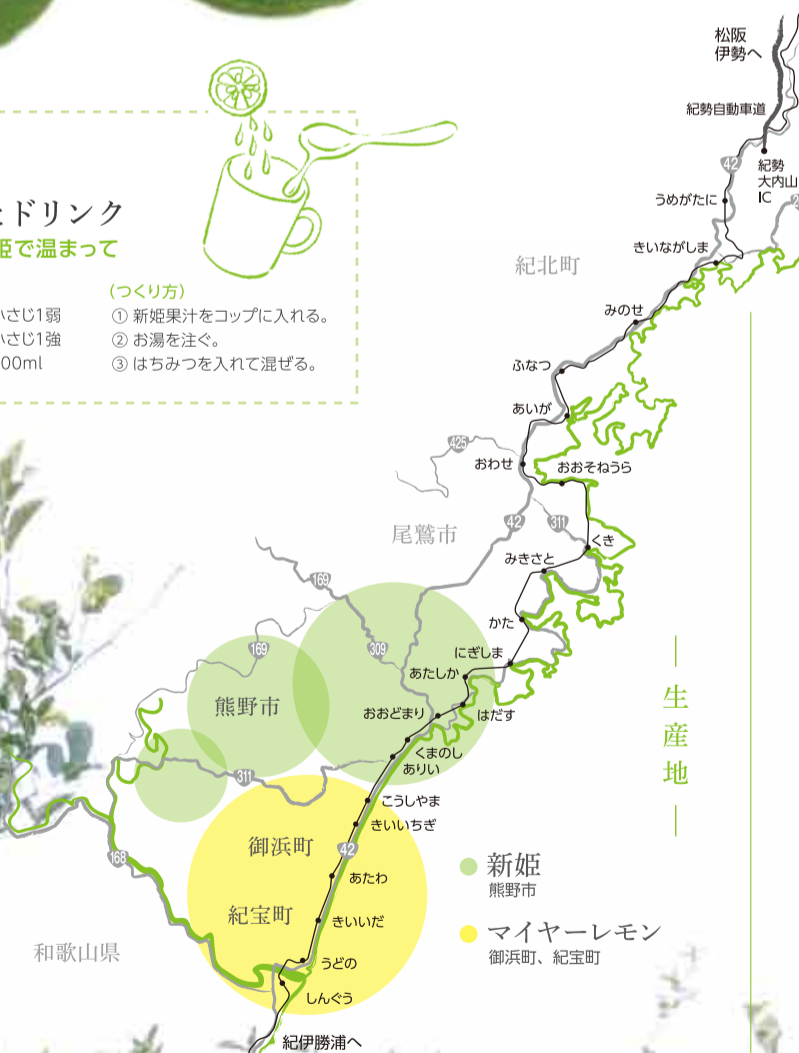 ドリンク
姫で温まって
さじ1弱
さじ1強
00ml
(つくり方)
① 新姫果汁をコップに入れる。
② お湯を注ぐ。
③ はちみつを入れて混ぜる。
松阪
伊勢へ
紀勢自動車道
42
紀勢
大内山
IC
うめがたに
きいながしま
紀北町
みのせ
ふなつ
あいが
425
おわせ
おおそねうら
42
311
尾鷲市
くき
みきさと
169
かた
169
309
にぎしま
あたしか
熊野市
おおどまり
はだす
くまのし
ありい
311
こうしやま
きいいちぎ
御浜町
42
168
あたわ
紀宝町
きいいだ
和歌山県
うどの
しんぐう
紀伊勝浦へ
生産地
新姫
熊野市
マイヤーレモン
御浜町、紀宝町